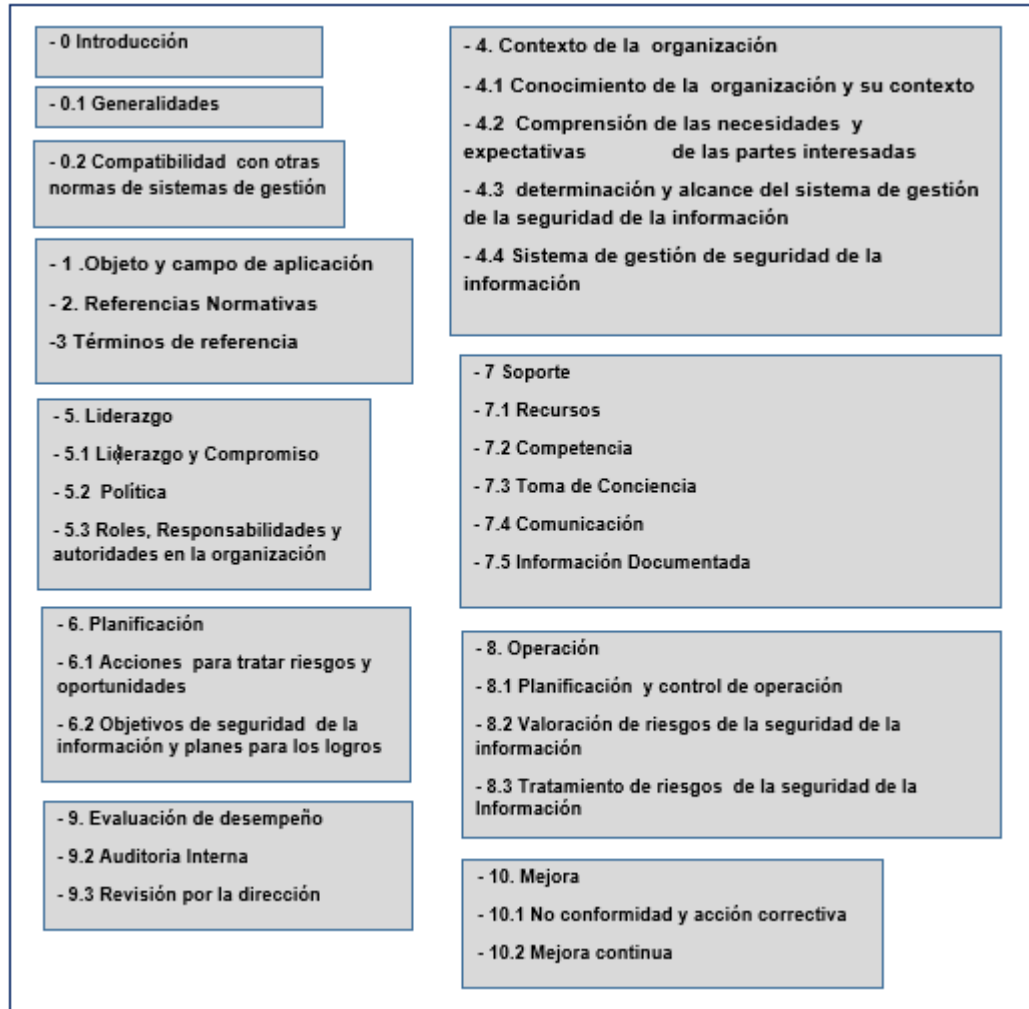 - 0 Introducción
- 0.1 Generalidades
- 0.2 Compatibilidad con otras
normas de sistemas de gestión
- 1 .Objeto y campo de aplicación
- 2. Referencias Normativas
-3 Términos de referencia
- 5. Liderazgo
- 5.1 Liderazgo y Compromiso
- 5.2 Política
- 5.3 Roles, Responsabilidades y
autoridades en la organización
- 6. Planificación
- 6.1 Acciones para tratar riesgos y
oportunidades
- 6.2 Objetivos de seguridad de la
información y planes para los logros
- 9. Evaluación de desempeño
- 9.2 Auditoria Interna
- 9.3 Revisión por la dirección
- 4. Contexto de la organización
- 4.1 Conocimiento de la organización y su contexto
- 4.2 Comprensión de las necesidades y
expectativas de las partes interesadas
- 4.3 determinación y alcance del sistema de gestión
de la seguridad de la información
- 4.4 Sistema de gestión de seguridad de la
información
- 7 Soporte
- 7.1 Recursos
- 7.2 Competencia
- 7.3 Toma de Conciencia
- 7.4 Comunicación
- 7.5 Información Documentada
- 8. Operación
- 8.1 Planificación y control de operación
- 8.2 Valoración de riesgos de la seguridad de la
información
- 8.3 Tratamiento de riesgos de la seguridad de la
Información
- 10. Mejora
- 10.1 No conformidad y acción correctiva
- 10.2 Mejora continua